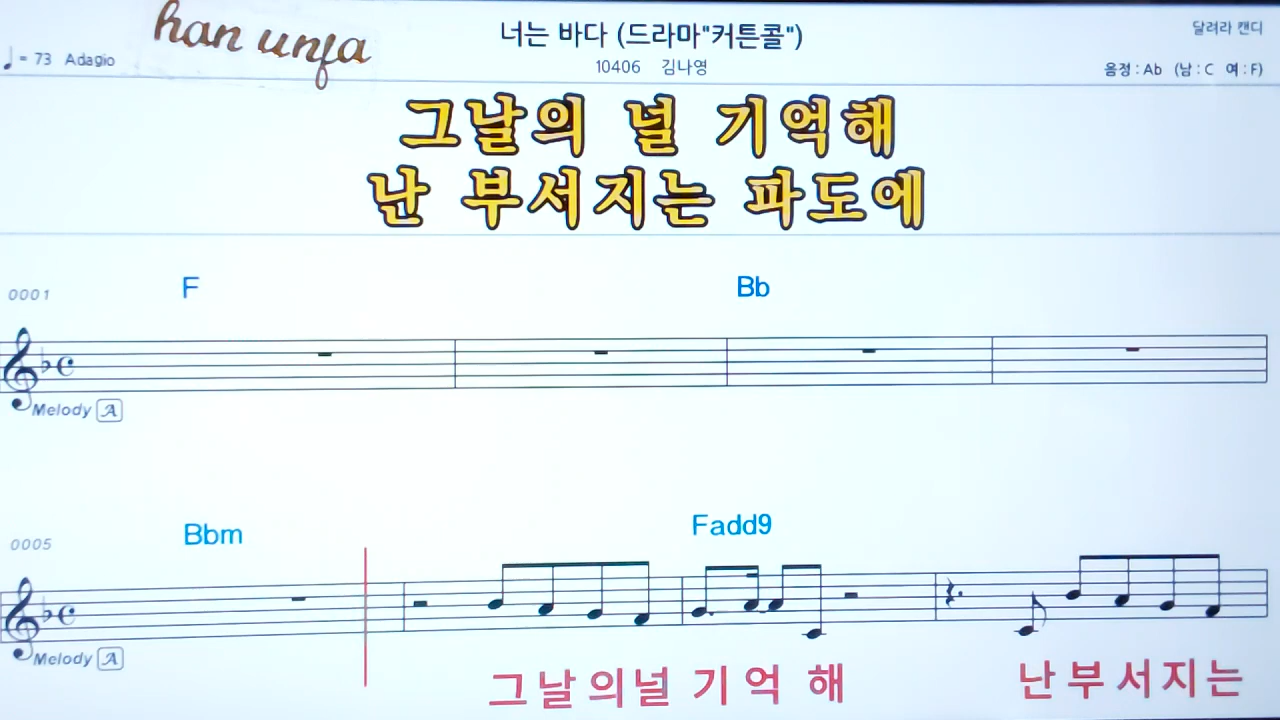 han unfa
너는 바다 (드라마"커튼콜")
달려라 캔디
♩= 73 Adagio
10406 김나영
음정 : Ab (남 : C 여 : F)
그날의 널 기억해
난 부서지는 파도에
0001
F
Bb
Melody A
0005
Bbm
Fadd9
Melody A
그날의널 기억 해 난부서지는